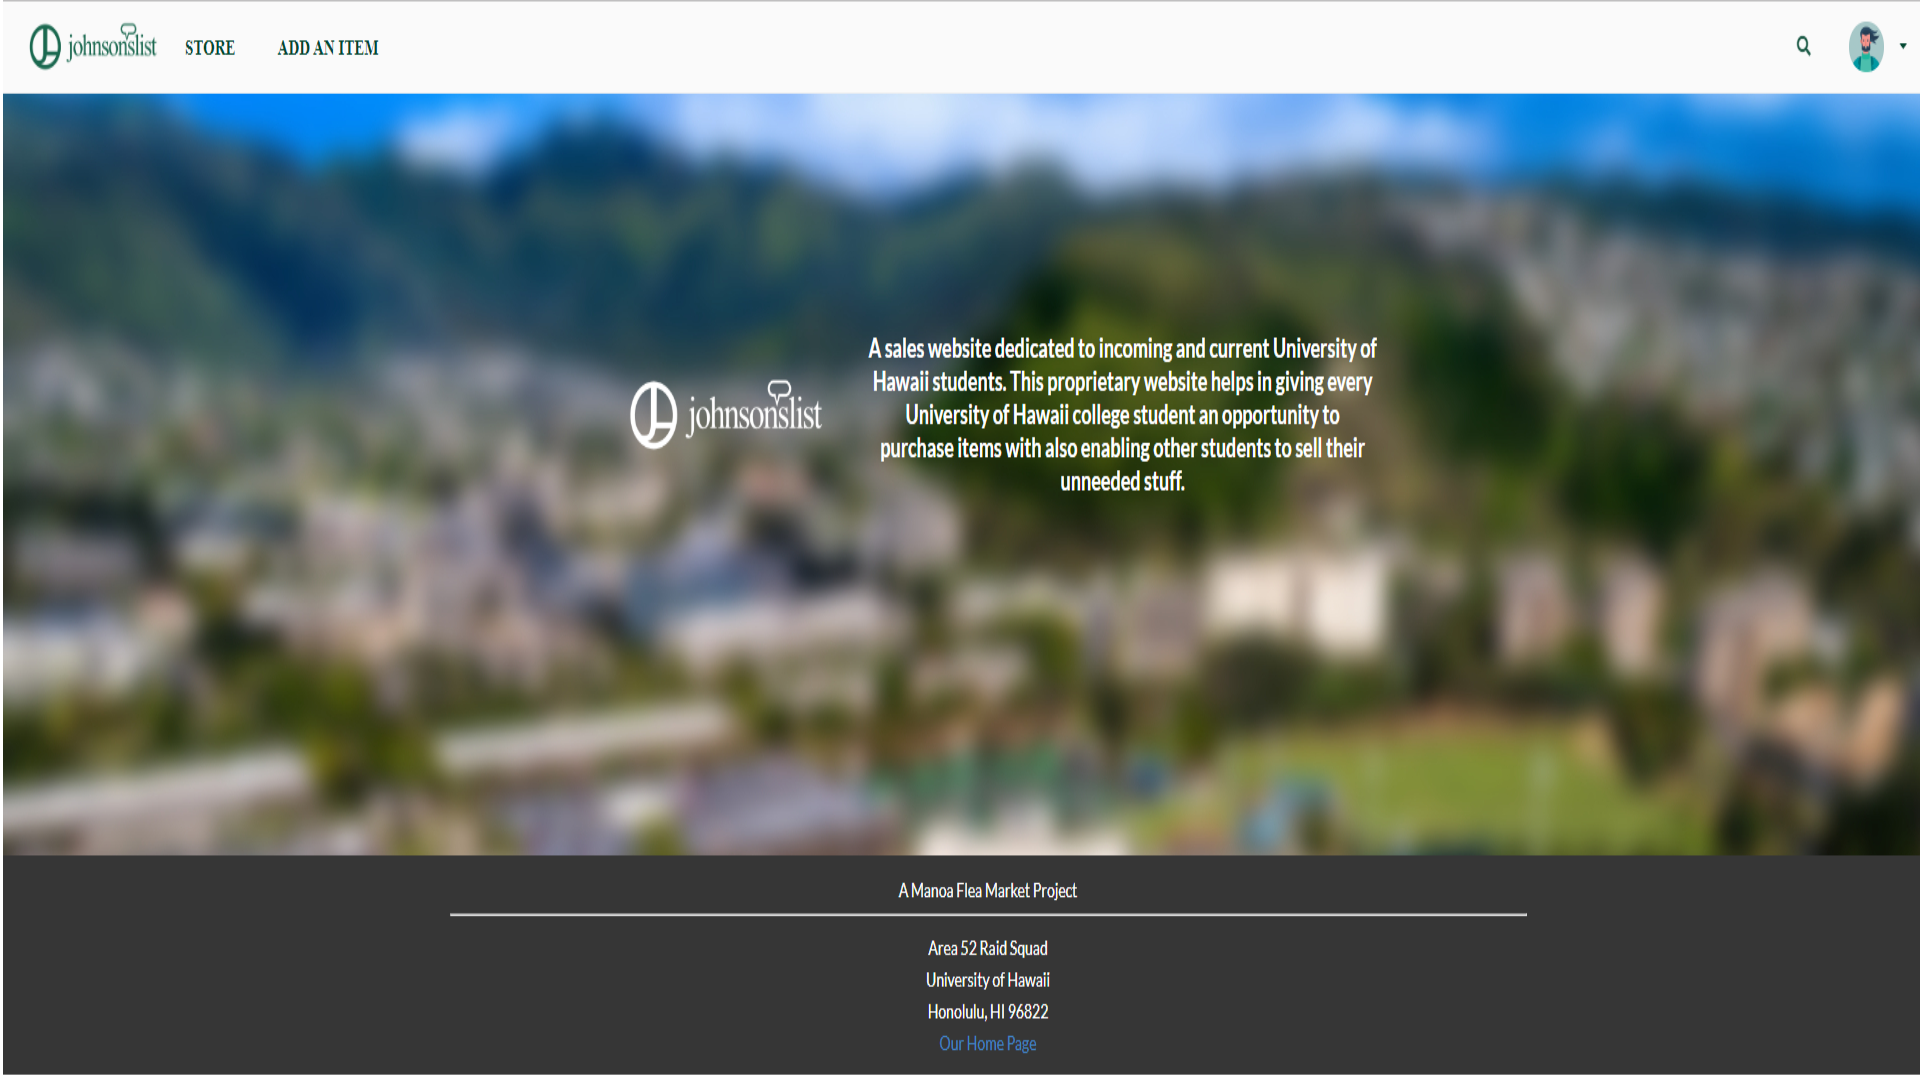 johnsonslist STORE ADD AN ITEM
johnsonslist
A sales website dedicated to incoming and current University of
Hawaii students. This proprietary website helps in giving every
University of Hawaii college student an opportunity to
purchase items with also enabling other students to sell their
unneeded stuff.
A Manoa Flea Market Project
Area 52 Raid Squad
University of Hawaii
Honolulu, HI 96822
Our Home Page